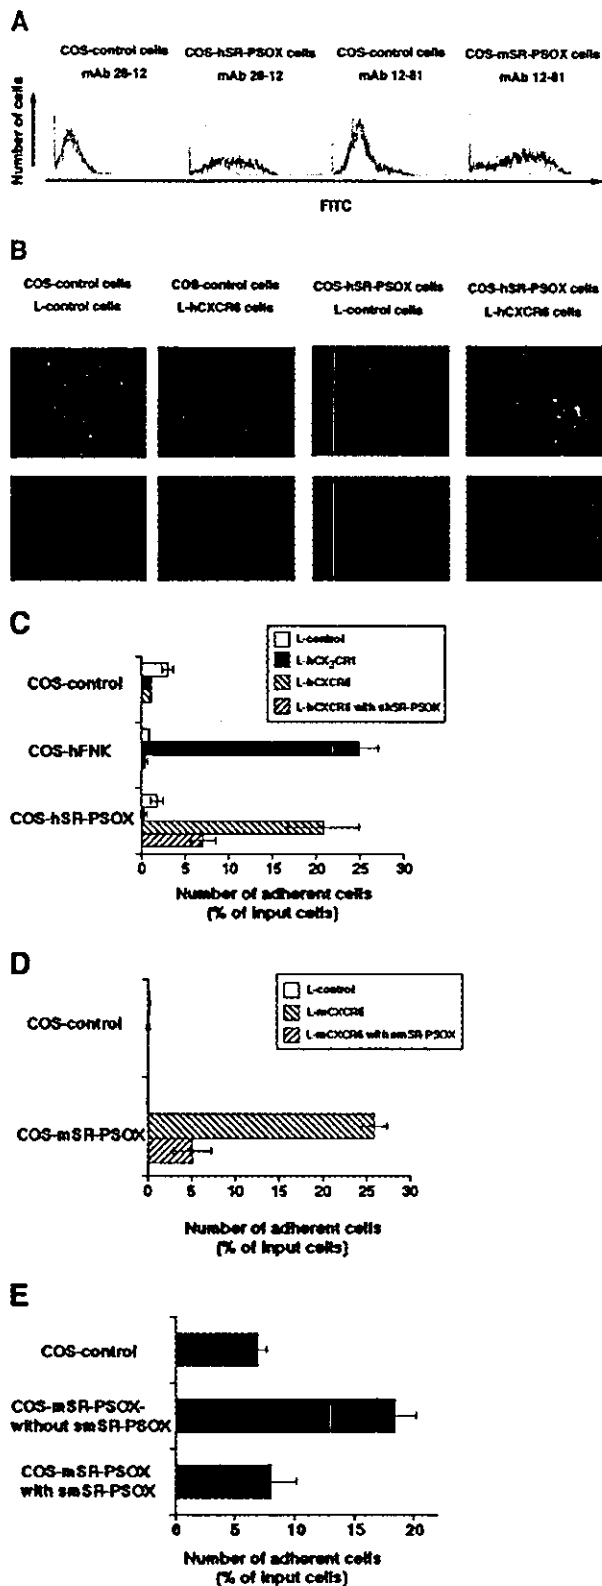 A
COS-control cells
mAb 28-12
COS-hSR-PSOX cells
mAb 28-12
COS-control cells
mAb 12-81
COS-mSR-PSOX cells
mAb 12-81
Number of cells
FITC
B
COS-control cells
L-control cells
COS-control cells
L-hCXCR6 cells
COS-hSR-PSOX cells
L-control cells
COS-hSR-PSOX cells
L-hCXCR6 cells
C
L-control
L-hCX3CR1
L-hCXCR6
L-hCXCR6 with shSR-PSOX
COS-control
COS-hFNK
COS-hSR-PSOX
0 5 10 15 20 25 30
Number of adherent cells
(% of input cells)
D
L-control
L-mCXCR6
L-mCXCR6 with smSR-PSOX
COS-control
COS-mSR-PSOX
0 5 10 15 20 25 30
Number of adherent cells
(% of input cells)
E
COS-control
COS-mSR-PSOX-
without smSR-PSOX
COS-mSR-PSOX
with smSR-PSOX
0 5 10 15 20
Number of adherent cells
(% of input cells)